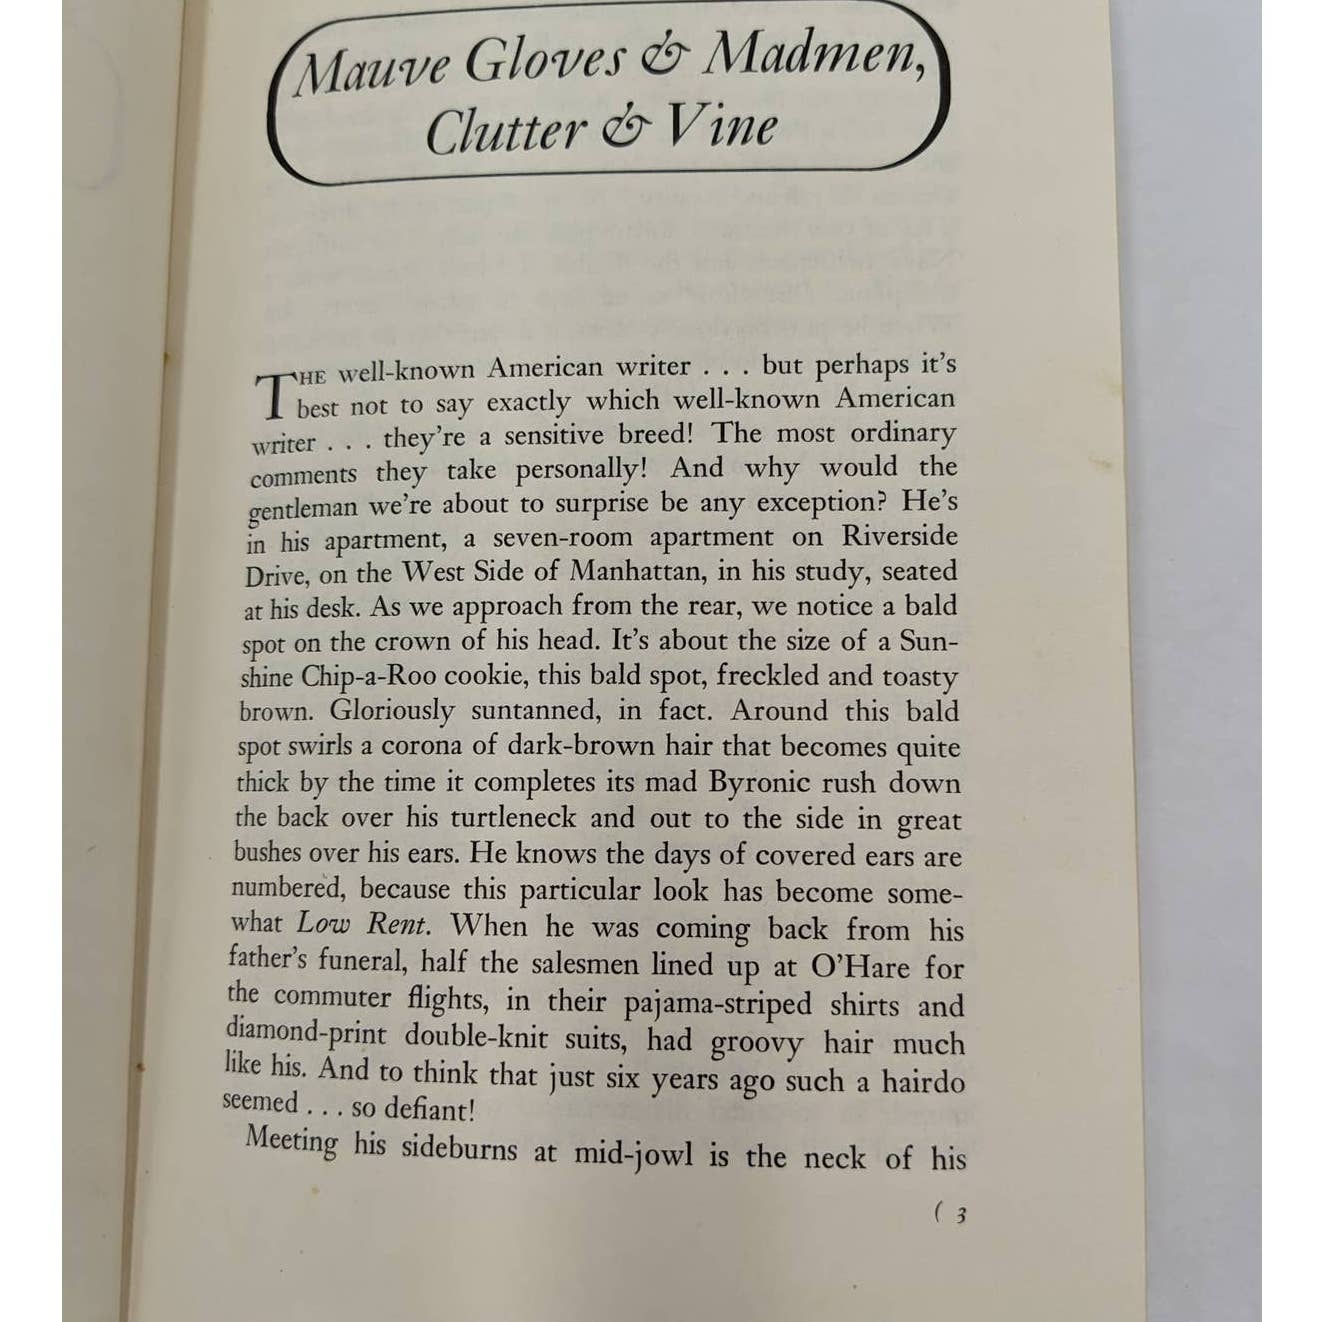 Mauve Gloves & Madmen,
Clutter & Vine
THE well-known American writer . . . but perhaps it's
best not to say exactly which well-known American
writer . . . they're a sensitive breed! The most ordinary
comments they take personally! And why would the
gentleman we're about to surprise be any exception? He's
in his apartment, a seven-room apartment on Riverside
Drive, on the West Side of Manhattan, in his study, seated
at his desk. As we approach from the rear, we notice a bald
spot on the crown of his head. It's about the size of a Sun-
shine Chip-a-Roo cookie, this bald spot, freckled and toasty
brown. Gloriously suntanned, in fact. Around this bald
spot swirls a corona of dark-brown hair that becomes quite
thick by the time it completes its mad Byronic rush down
the back over his turtleneck and out to the side in great
bushes over his ears. He knows the days of covered ears are
numbered, because this particular look has become some-
what Low Rent. When he was coming back from his
father's funeral, half the salesmen lined up at O'Hare for
the commuter flights, in their pajama-striped shirts and
diamond-print double-knit suits, had groovy hair much
like his. And to think that just six years ago such a hairdo
seemed . . . so defiant!
Meeting his sideburns at mid-jowl is the neck of his
( 3